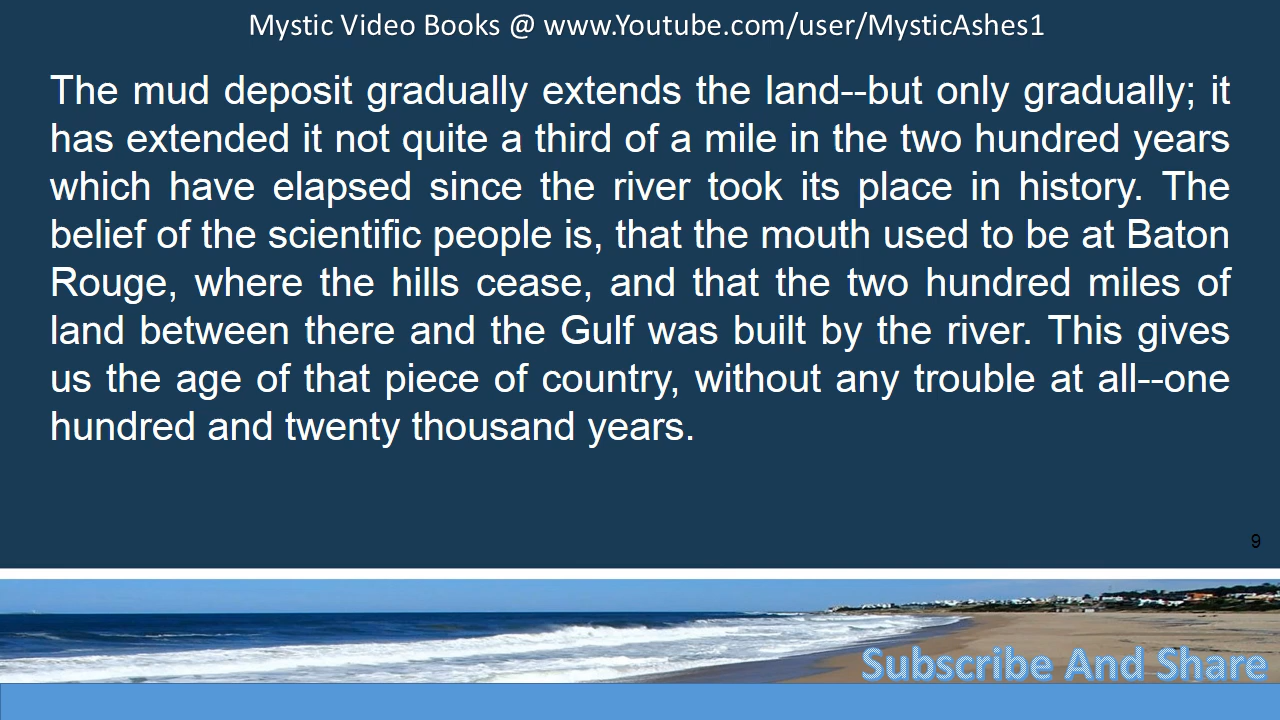 Mystic Video Books @ www.Youtube.com/user/MysticAshes1
The mud deposit gradually extends the land--but only gradually; it
has extended it not quite a third of a mile in the two hundred years
which have elapsed since the river took its place in history. The
belief of the scientific people is, that the mouth used to be at Baton
Rouge, where the hills cease, and that the two hundred miles of
land between there and the Gulf was built by the river. This gives
us the age of that piece of country, without any trouble at all--one
hundred and twenty thousand years.
9
Subscribe And Share